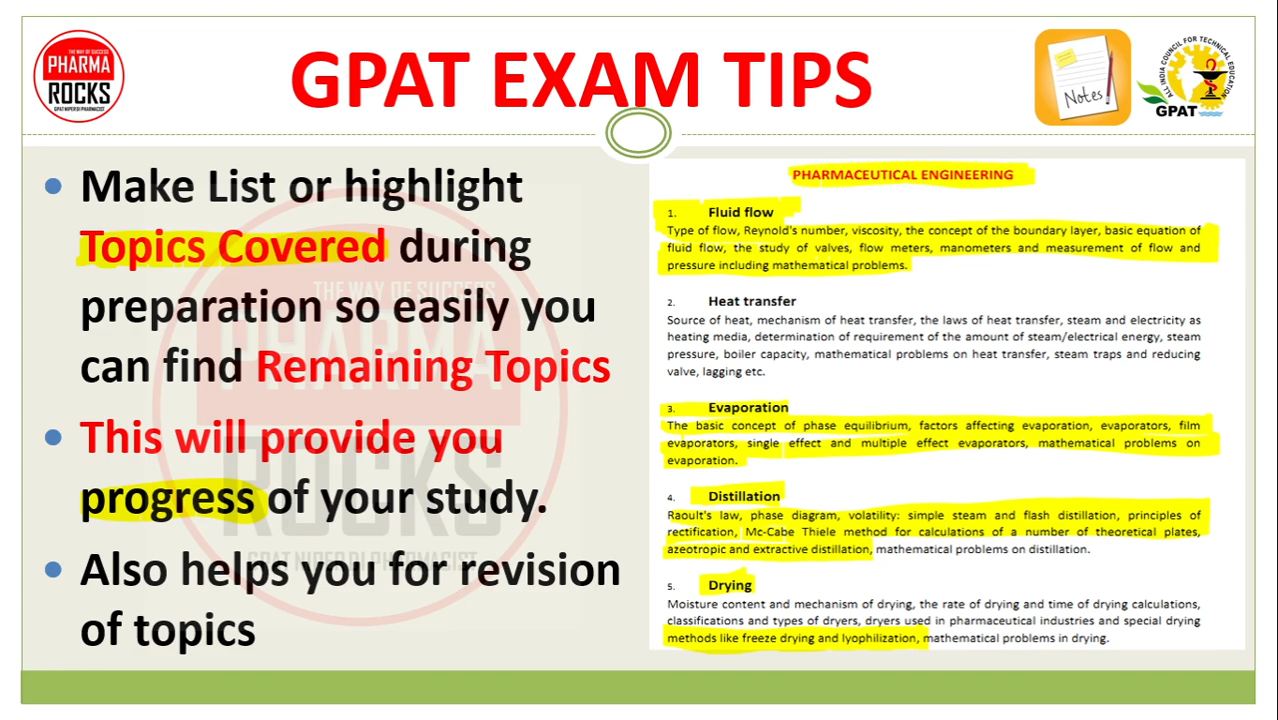 THE WAY OF SUCCESS
PHARMA
ROCKS
GPAT NIPER DI PHARMACIST
GPAT EXAM TIPS
Notes
ALL INDIA COUNCIL FOR TECHNICAL EDUCATION
GPAT
• Make List or highlight
Topics Covered during
preparation so easily you
can find Remaining Topics
• This will provide you
progress of your study.
• Also helps you for revision
of topics
THE WAY OF SUCCESS
PHARMA
ROCKS
GPAT NIPER DI PHARMACIST
PHARMACEUTICAL ENGINEERING
1. Fluid flow
Type of flow, Reynold's number, viscosity, the concept of the boundary layer, basic equation of
fluid flow, the study of valves, flow meters, manometers and measurement of flow and
pressure including mathematical problems.
2. Heat transfer
Source of heat, mechanism of heat transfer, the laws of heat transfer, steam and electricity as
heating media, determination of requirement of the amount of steam/electrical energy, steam
pressure, boiler capacity, mathematical problems on heat transfer, steam traps and reducing
valve, lagging etc.
3. Evaporation
The basic concept of phase equilibrium, factors affecting evaporation, evaporators, film
evaporators, single effect and multiple effect evaporators, mathematical problems on
evaporation.
4. Distillation
Raoult's law, phase diagram, volatility: simple steam and flash distillation, principles of
rectification, Mc-Cabe Thiele method for calculations of a number of theoretical plates,
azeotropic and extractive distillation, mathematical problems on distillation.
5. Drying
Moisture content and mechanism of drying, the rate of drying and time of drying calculations,
classifications and types of dryers, dryers used in pharmaceutical industries and special drying
methods like freeze drying and lyophilization, mathematical problems in drying.